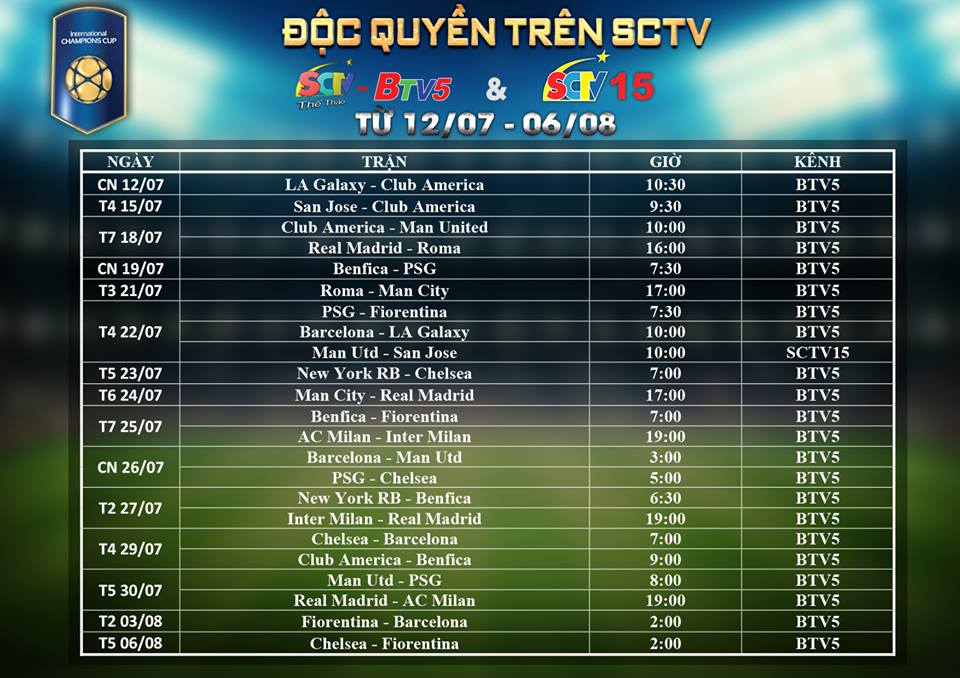 International
CHAMPIONS CUP
ĐỘC QUYỀN TRÊN SCTV
SCTV Thể Thao - BTV5 & SCTV 15
TỪ 12/07 - 06/08
NGÀY TRẬN GIỜ KÊNH
CN 12/07 LA Galaxy - Club America 10:30 BTV5
T4 15/07 San Jose - Club America 9:30 BTV5
T7 18/07 Club America - Man United 10:00 BTV5
Real Madrid - Roma 16:00 BTV5
CN 19/07 Benfica - PSG 7:30 BTV5
T3 21/07 Roma - Man City 17:00 BTV5
T4 22/07 PSG - Fiorentina 7:30 BTV5
Barcelona - LA Galaxy 10:00 BTV5
Man Utd - San Jose 10:00 SCTV15
T5 23/07 New York RB - Chelsea 7:00 BTV5
T6 24/07 Man City - Real Madrid 17:00 BTV5
T7 25/07 Benfica - Fiorentina 7:00 BTV5
AC Milan - Inter Milan 19:00 BTV5
CN 26/07 Barcelona - Man Utd 3:00 BTV5
PSG - Chelsea 5:00 BTV5
T2 27/07 New York RB - Benfica 6:30 BTV5
Inter Milan - Real Madrid 19:00 BTV5
T4 29/07 Chelsea - Barcelona 7:00 BTV5
Club America - Benfica 9:00 BTV5
T5 30/07 Man Utd - PSG 8:00 BTV5
Real Madrid - AC Milan 19:00 BTV5
T2 03/08 Fiorentina - Barcelona 2:00 BTV5
T5 06/08 Chelsea - Fiorentina 2:00 BTV5